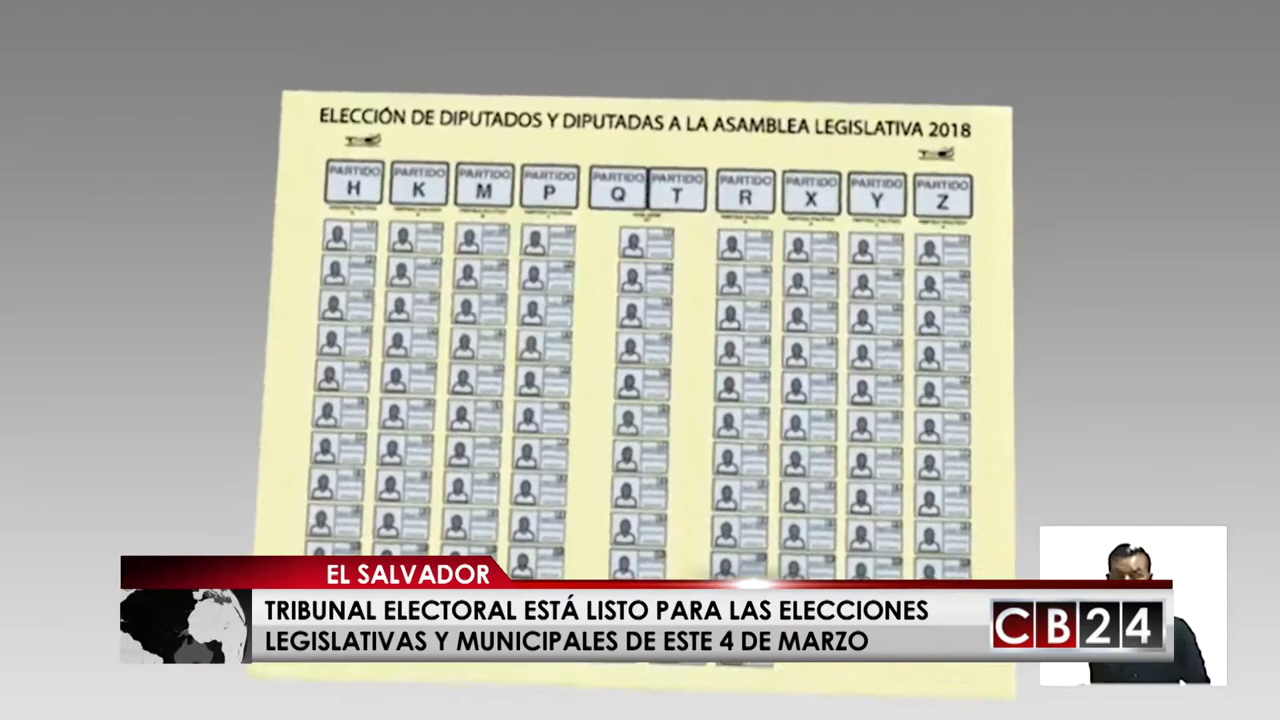 ELECCIÓN DE DIPUTADOS Y DIPUTADAS A LA ASAMBLEA LEGISLATIVA 2018
PARTIDO PARTIDO PARTIDO PARTIDO PARTIDO PARTIDO PARTIDO PARTIDO PARTIDO PARTIDO
H K M P Q T R X Y Z
EL SALVADOR
TRIBUNAL ELECTORAL ESTÁ LISTO PARA LAS ELECCIONES
LEGISLATIVAS Y MUNICIPALES DE ESTE 4 DE MARZO
CB24